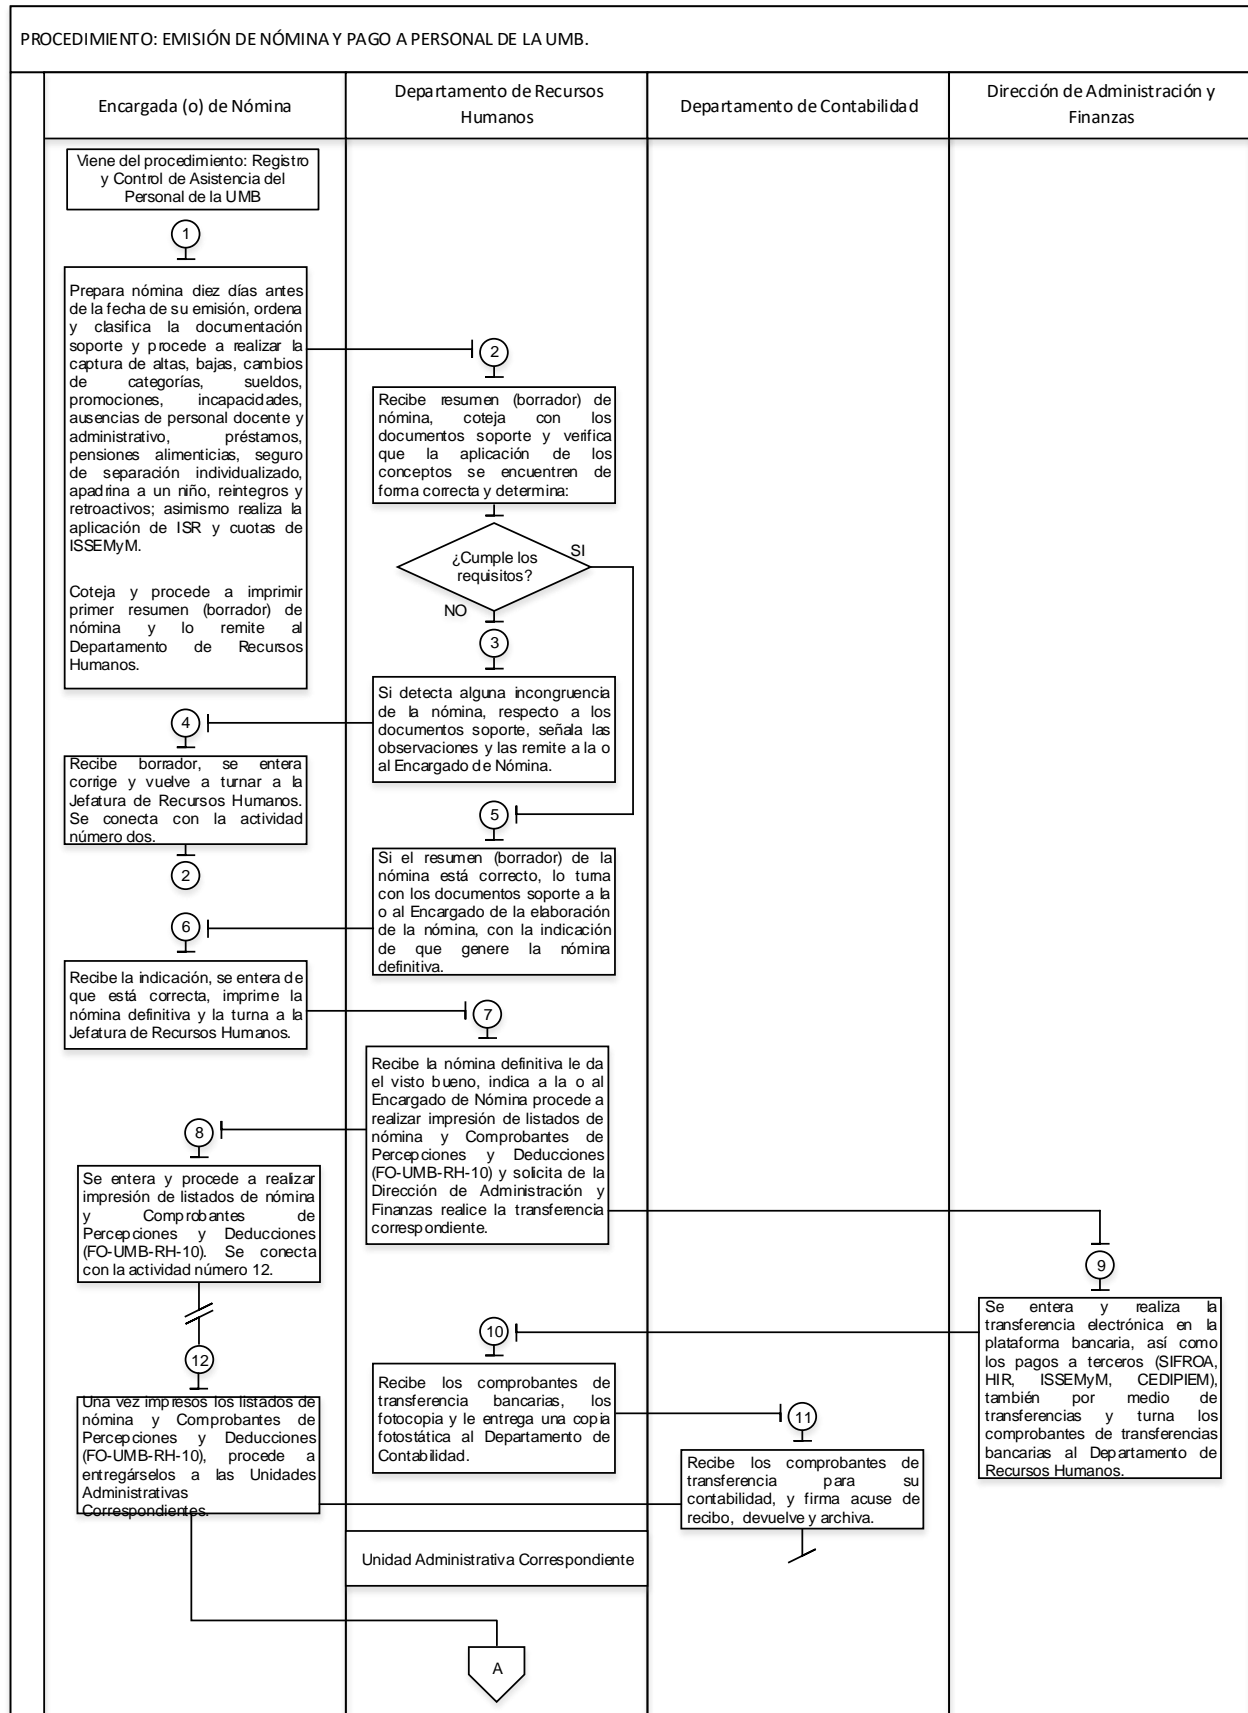 PROCEDIMIENTO: EMISIÓN DE NÓMINA Y PAGO A PERSONAL DE LA UMB.
Encargada (o) de Nómina
Departamento de Recursos
Humanos
Departamento de Contabilidad
Dirección de Administración y
Finanzas
Viene del procedimiento: Registro
y Control de Asistencia del
Personal de la UMB
1
Prepara nómina diez días antes
de la fecha de su emisión, ordena
y clasifica la documentación
soporte y procede a realizar la
captura de altas, bajas, cambios
de categorías, sueldos,
promociones, incapacidades,
ausencias de personal docente y
administrativo, préstamos,
pensiones alimenticias, seguro
de separación individualizado,
apadrina a un niño, reintegros y
retroactivos; asimismo realiza la
aplicación de ISR y cuotas de
ISSEMyM.
Coteja y procede a imprimir
primer resumen (borrador) de
nómina y lo remite al
Departamento de Recursos
Humanos.
2
Recibe resumen (borrador) de
nómina, coteja con los
documentos soporte y verifica
que la aplicación de los
conceptos se encuentren de
forma correcta y determina:
¿Cumple los
requisitos?
SI
NO
3
Si detecta alguna incongruencia
de la nómina, respecto a los
documentos soporte, señala las
observaciones y las remite a la o
al Encargado de Nómina.
4
Recibe borrador, se entera
corrige y vuelve a turnar a la
Jefatura de Recursos Humanos.
Se conecta con la actividad
número dos.
2
5
Si el resumen (borrador) de la
nómina está correcto, lo turna
con los documentos soporte a la
o al Encargado de la elaboración
de la nómina, con la indicación
de que genere la nómina
definitiva.
6
Recibe la indicación, se entera de
que está correcta, imprime la
nómina definitiva y la turna a la
Jefatura de Recursos Humanos.
7
Recibe la nómina definitiva le da
el visto bueno, indica a la o al
Encargado de Nómina procede a
realizar impresión de listados de
nómina y Comprobantes de
Percepciones y Deducciones
(FO-UMB-RH-10) y solicita de la
Dirección de Administración y
Finanzas realice la transferencia
correspondiente.
8
Se entera y procede a realizar
impresión de listados de nómina
y Comprobantes de
Percepciones y Deducciones
(FO-UMB-RH-10). Se conecta
con la actividad número 12.
9
Se entera y realiza la
transferencia electrónica en la
plataforma bancaria, así como
los pagos a terceros (SIFROA,
HIR, ISSEMyM, CEDIPIEM),
también por medio de
transferencias y turna los
comprobantes de transferencias
bancarias al Departamento de
Recursos Humanos.
10
Recibe los comprobantes de
transferencia bancarias, los
fotocopia y le entrega una copia
fotostática al Departamento de
Contabilidad.
11
Recibe los comprobantes de
transferencia para su
contabilidad, y firma acuse de
recibo, devuelve y archiva.
12
Una vez impresos los listados de
nómina y Comprobantes de
Percepciones y Deducciones
(FO-UMB-RH-10), procede a
entregárselos a las Unidades
Administrativas
Correspondientes.
Unidad Administrativa Correspondiente
A